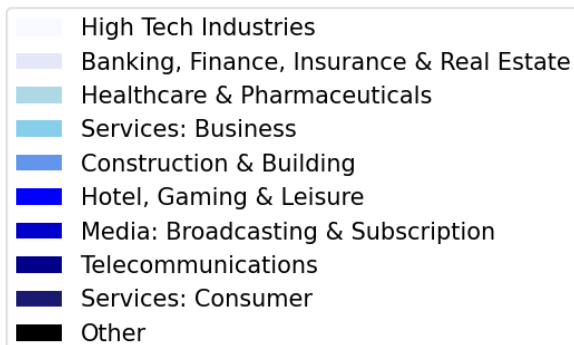 High Tech Industries
Banking, Finance, Insurance & Real Estate
Healthcare & Pharmaceuticals
Services: Business
Construction & Building
Hotel, Gaming & Leisure
Media: Broadcasting & Subscription
Telecommunications
Services: Consumer
Other